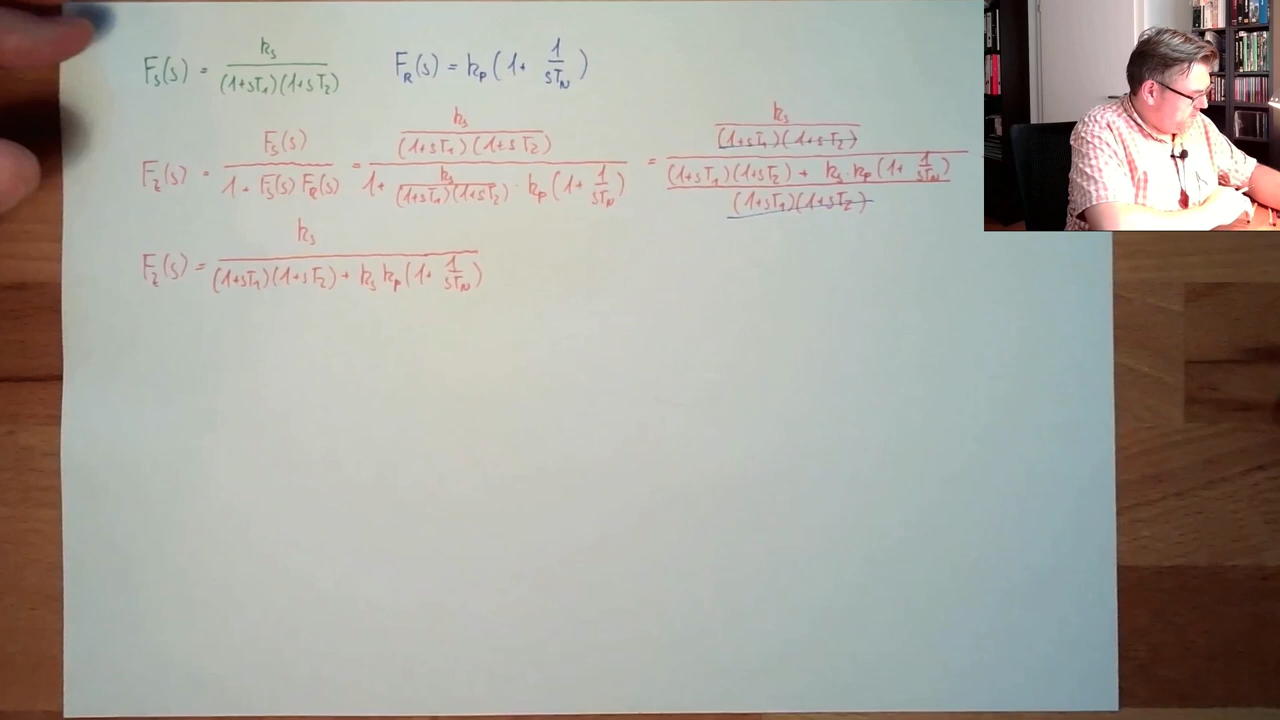 F_S(s) = k_S / ((1+sT_1)(1+sT_2))   F_R(s) = k_P (1 + 1/(sT_N))
F_Z(s) = F_S(s) / (1 + F_S(s) F_R(s)) = (k_S / ((1+sT_1)(1+sT_2))) / (1 + k_S / ((1+sT_1)(1+sT_2)) · k_P (1 + 1/(sT_N))) = (k_S / ((1+sT_1)(1+sT_2))) / (((1+sT_1)(1+sT_2) + k_S · k_P (1 + 1/(sT_N))) / ((1+sT_1)(1+sT_2)))
F_Z(s) = k_S / ((1+sT_1)(1+sT_2) + k_S k_P (1 + 1/(sT_N)))